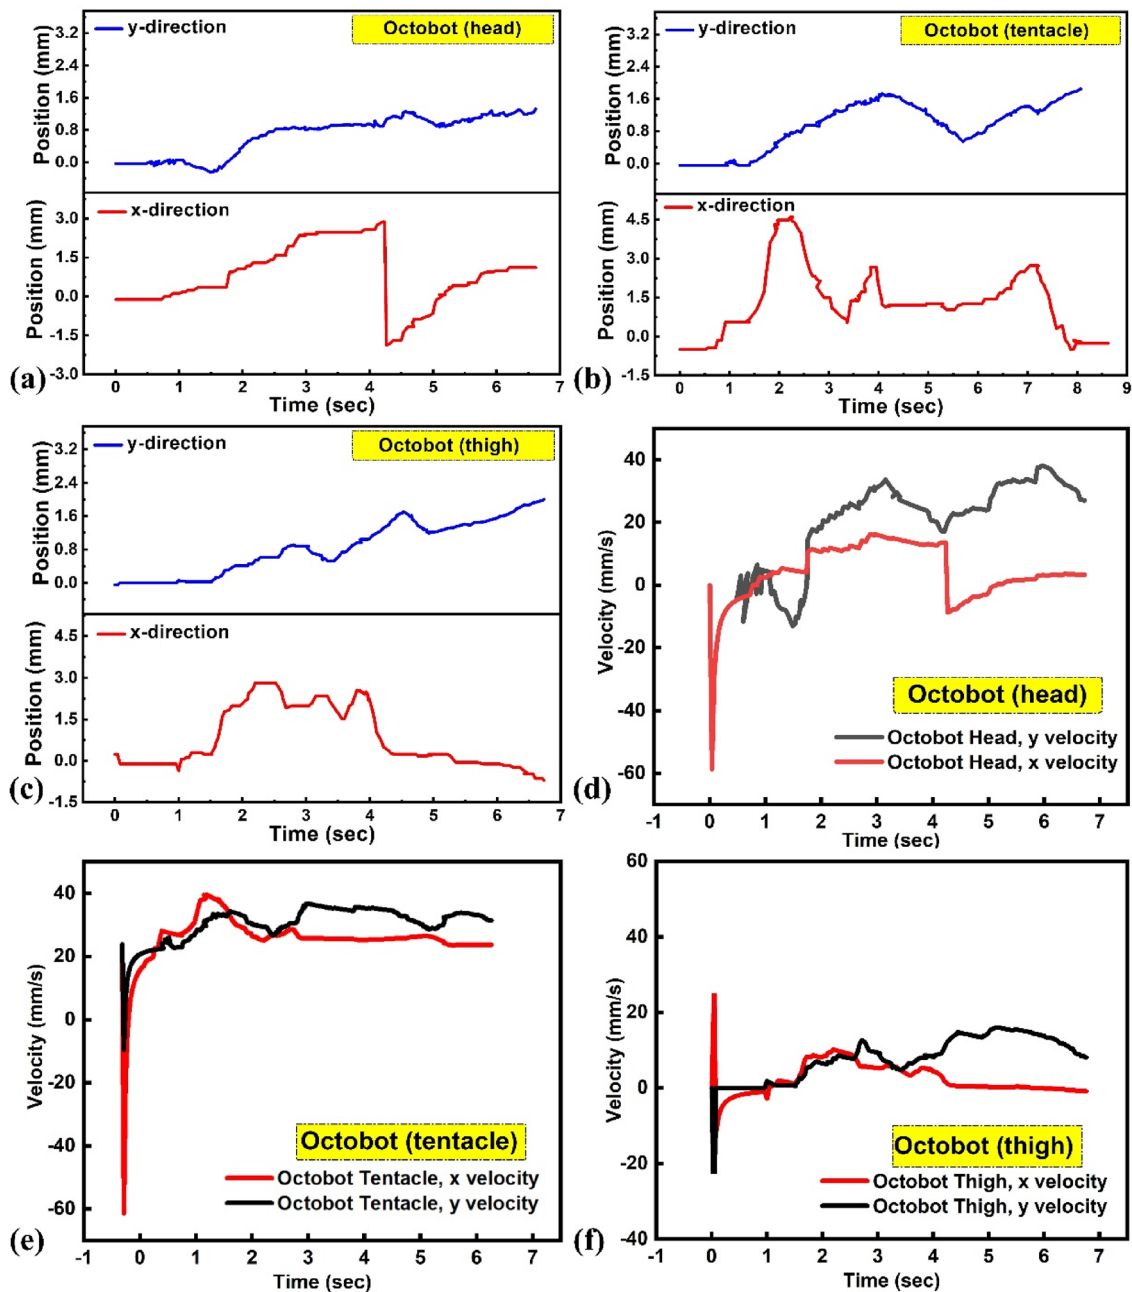 y-direction
Octobot (head)
3.2
2.4
1.6
0.8
0.0
Position (mm)
x-direction
3.0
1.5
0.0
-1.5
-3.0
Position (mm)
0 1 2 3 4 5 6 7
Time (sec)
(a)
y-direction
Octobot (tentacle)
3.2
2.4
1.6
0.8
0.0
Position (mm)
x-direction
4.5
3.0
1.5
0.0
-1.5
Position (mm)
0 1 2 3 4 5 6 7 8 9
Time (sec)
(b)
y-direction
Octobot (thigh)
3.2
2.4
1.6
0.8
0.0
Position (mm)
x-direction
4.5
3.0
1.5
0.0
-1.5
Position (mm)
0 1 2 3 4 5 6 7
Time (sec)
(c)
40
20
0
-20
-40
-60
Velocity (mm/s)
Octobot (head)
Octobot Head, y velocity
Octobot Head, x velocity
-1 0 1 2 3 4 5 6 7
Time (sec)
(d)
40
20
0
-20
-40
-60
Velocity (mm/s)
Octobot (tentacle)
Octobot Tentacle, x velocity
Octobot Tentacle, y velocity
-1 0 1 2 3 4 5 6 7
Time (sec)
(e)
60
40
20
0
-20
-40
Velocity (mm/s)
Octobot (thigh)
Octobot Thigh, x velocity
Octobot Thigh, y velocity
-1 0 1 2 3 4 5 6 7
Time (sec)
(f)